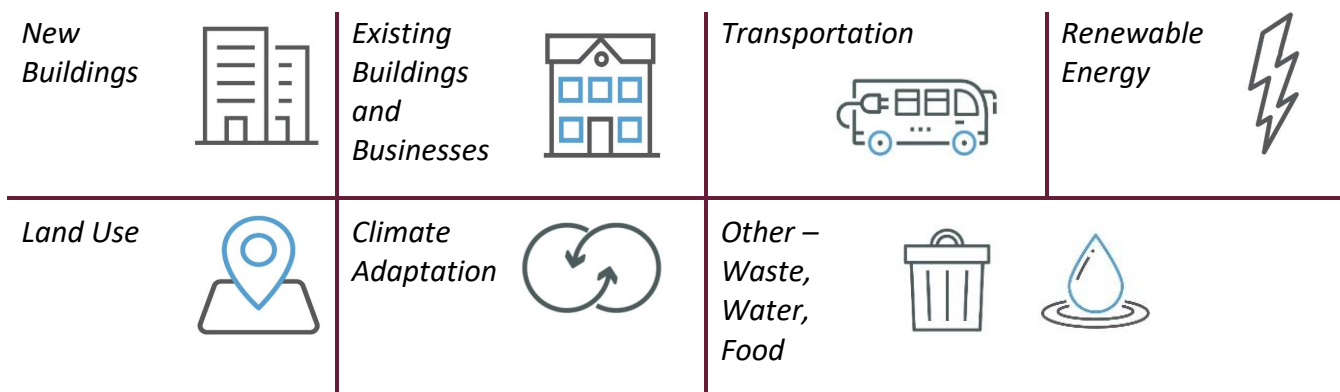 New
Buildings
Existing
Buildings
and
Businesses
Transportation
Renewable
Energy
Land Use
Climate
Adaptation
Other –
Waste,
Water,
Food